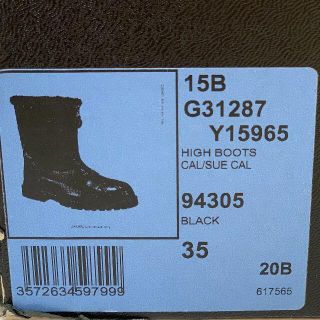 15B
G31287
Y15965
HIGH BOOTS
CAL/SUE CAL
94305
BLACK
35
20B
3572634597999
617565